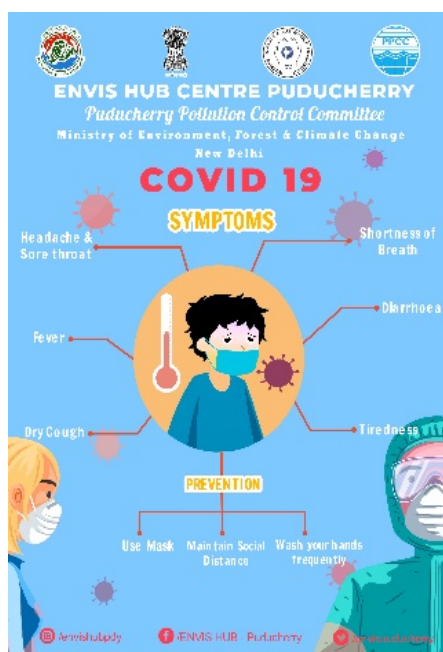 PPCC
ENVIS HUB CENTRE PUDUCHERRY
Puducherry Pollution Control Committee
Ministry of Environment, Forest & Climate Change
New Delhi
COVID 19
SYMPTOMS
Headache &
Sore throat
Shortness of
Breath
Fever
Diarrhoea
Dry Cough
Tiredness
PREVENTION
Use Mask
Maintain Social
Distance
Wash your hands
frequently
/envishubpdy
/ENVIS HUB - Puducherry